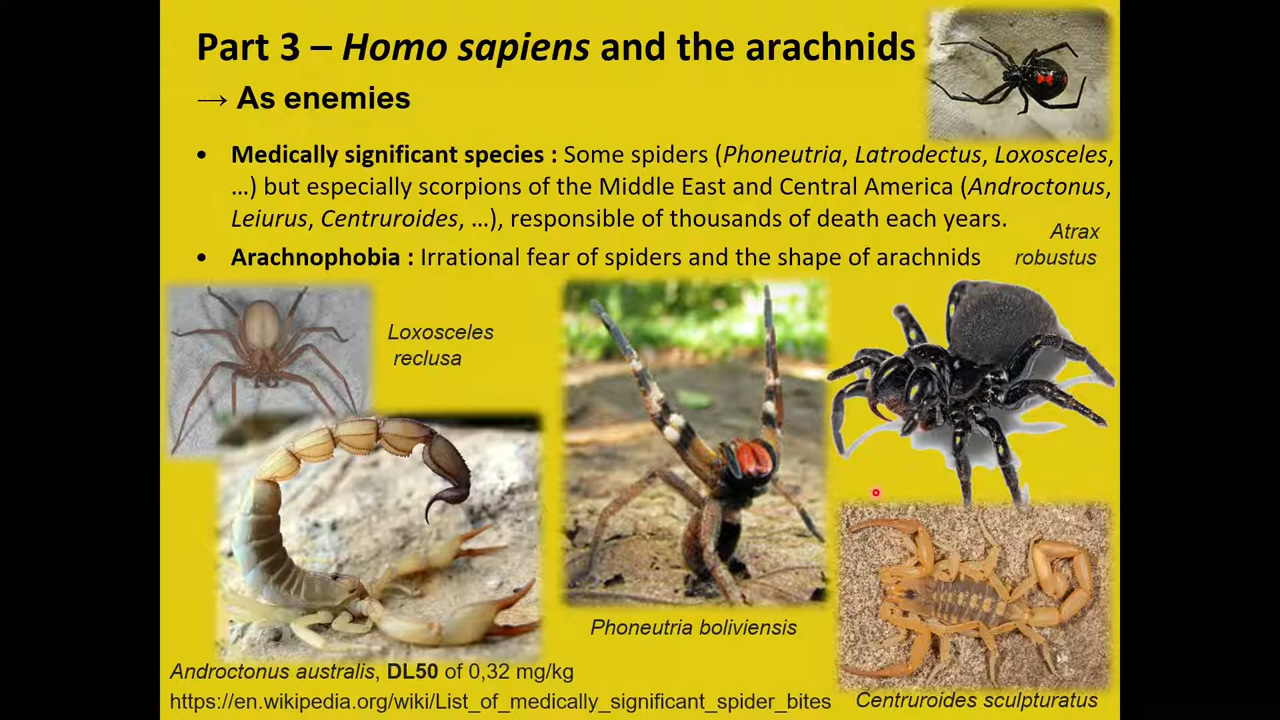 Part 3 – Homo sapiens and the arachnids
→ As enemies
• Medically significant species : Some spiders (Phoneutria, Latrodectus, Loxosceles,
…) but especially scorpions of the Middle East and Central America (Androctonus,
Leiurus, Centruroides, …), responsible of thousands of death each years.
• Arachnophobia : Irrational fear of spiders and the shape of arachnids
Atrax
robustus
Loxosceles
reclusa
Phoneutria boliviensis
Androctonus australis, DL50 of 0,32 mg/kg
https://en.wikipedia.org/wiki/List_of_medically_significant_spider_bites
Centruroides sculpturatus